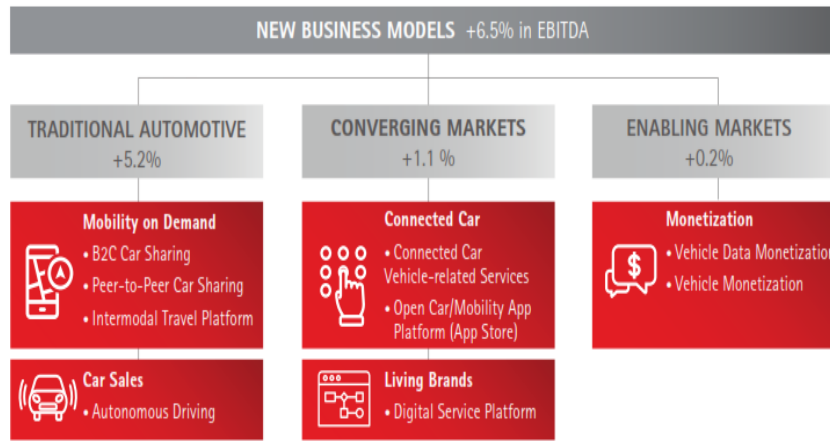 NEW BUSINESS MODELS +6.5% in EBITDA
TRADITIONAL AUTOMOTIVE
+5.2%
CONVERGING MARKETS
+1.1 %
ENABLING MARKETS
+0.2%
Mobility on Demand
• B2C Car Sharing
• Peer-to-Peer Car Sharing
• Intermodal Travel Platform
Car Sales
• Autonomous Driving
Connected Car
• Connected Car
Vehicle-related Services
• Open Car/Mobility App
Platform (App Store)
Living Brands
• Digital Service Platform
Monetization
$
• Vehicle Data Monetization
• Vehicle Monetization